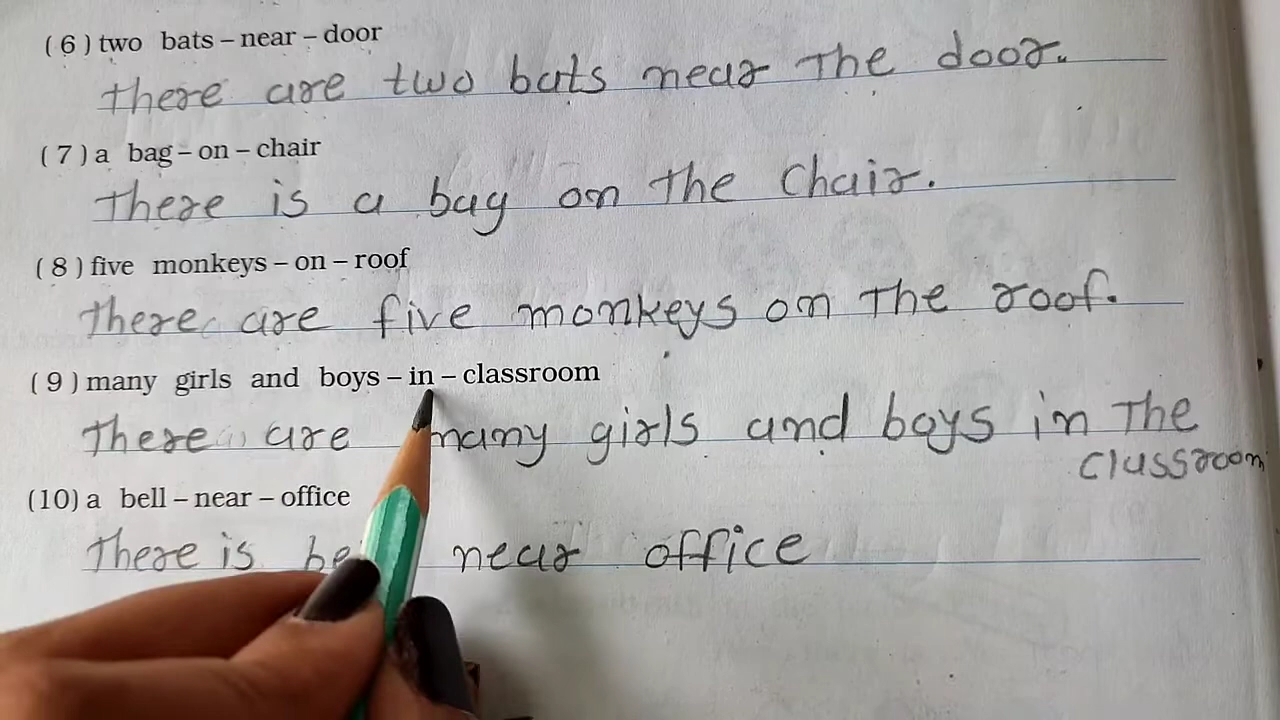 ( 6 ) two bats – near – door
There are two bats near The door.
( 7 ) a bag – on – chair
There is a bag on The Chair.
( 8 ) five monkeys – on – roof
There are five monkeys on The roof.
( 9 ) many girls and boys – in – classroom
There are many girls and boys in The
classroom
(10) a bell – near – office
There is near office